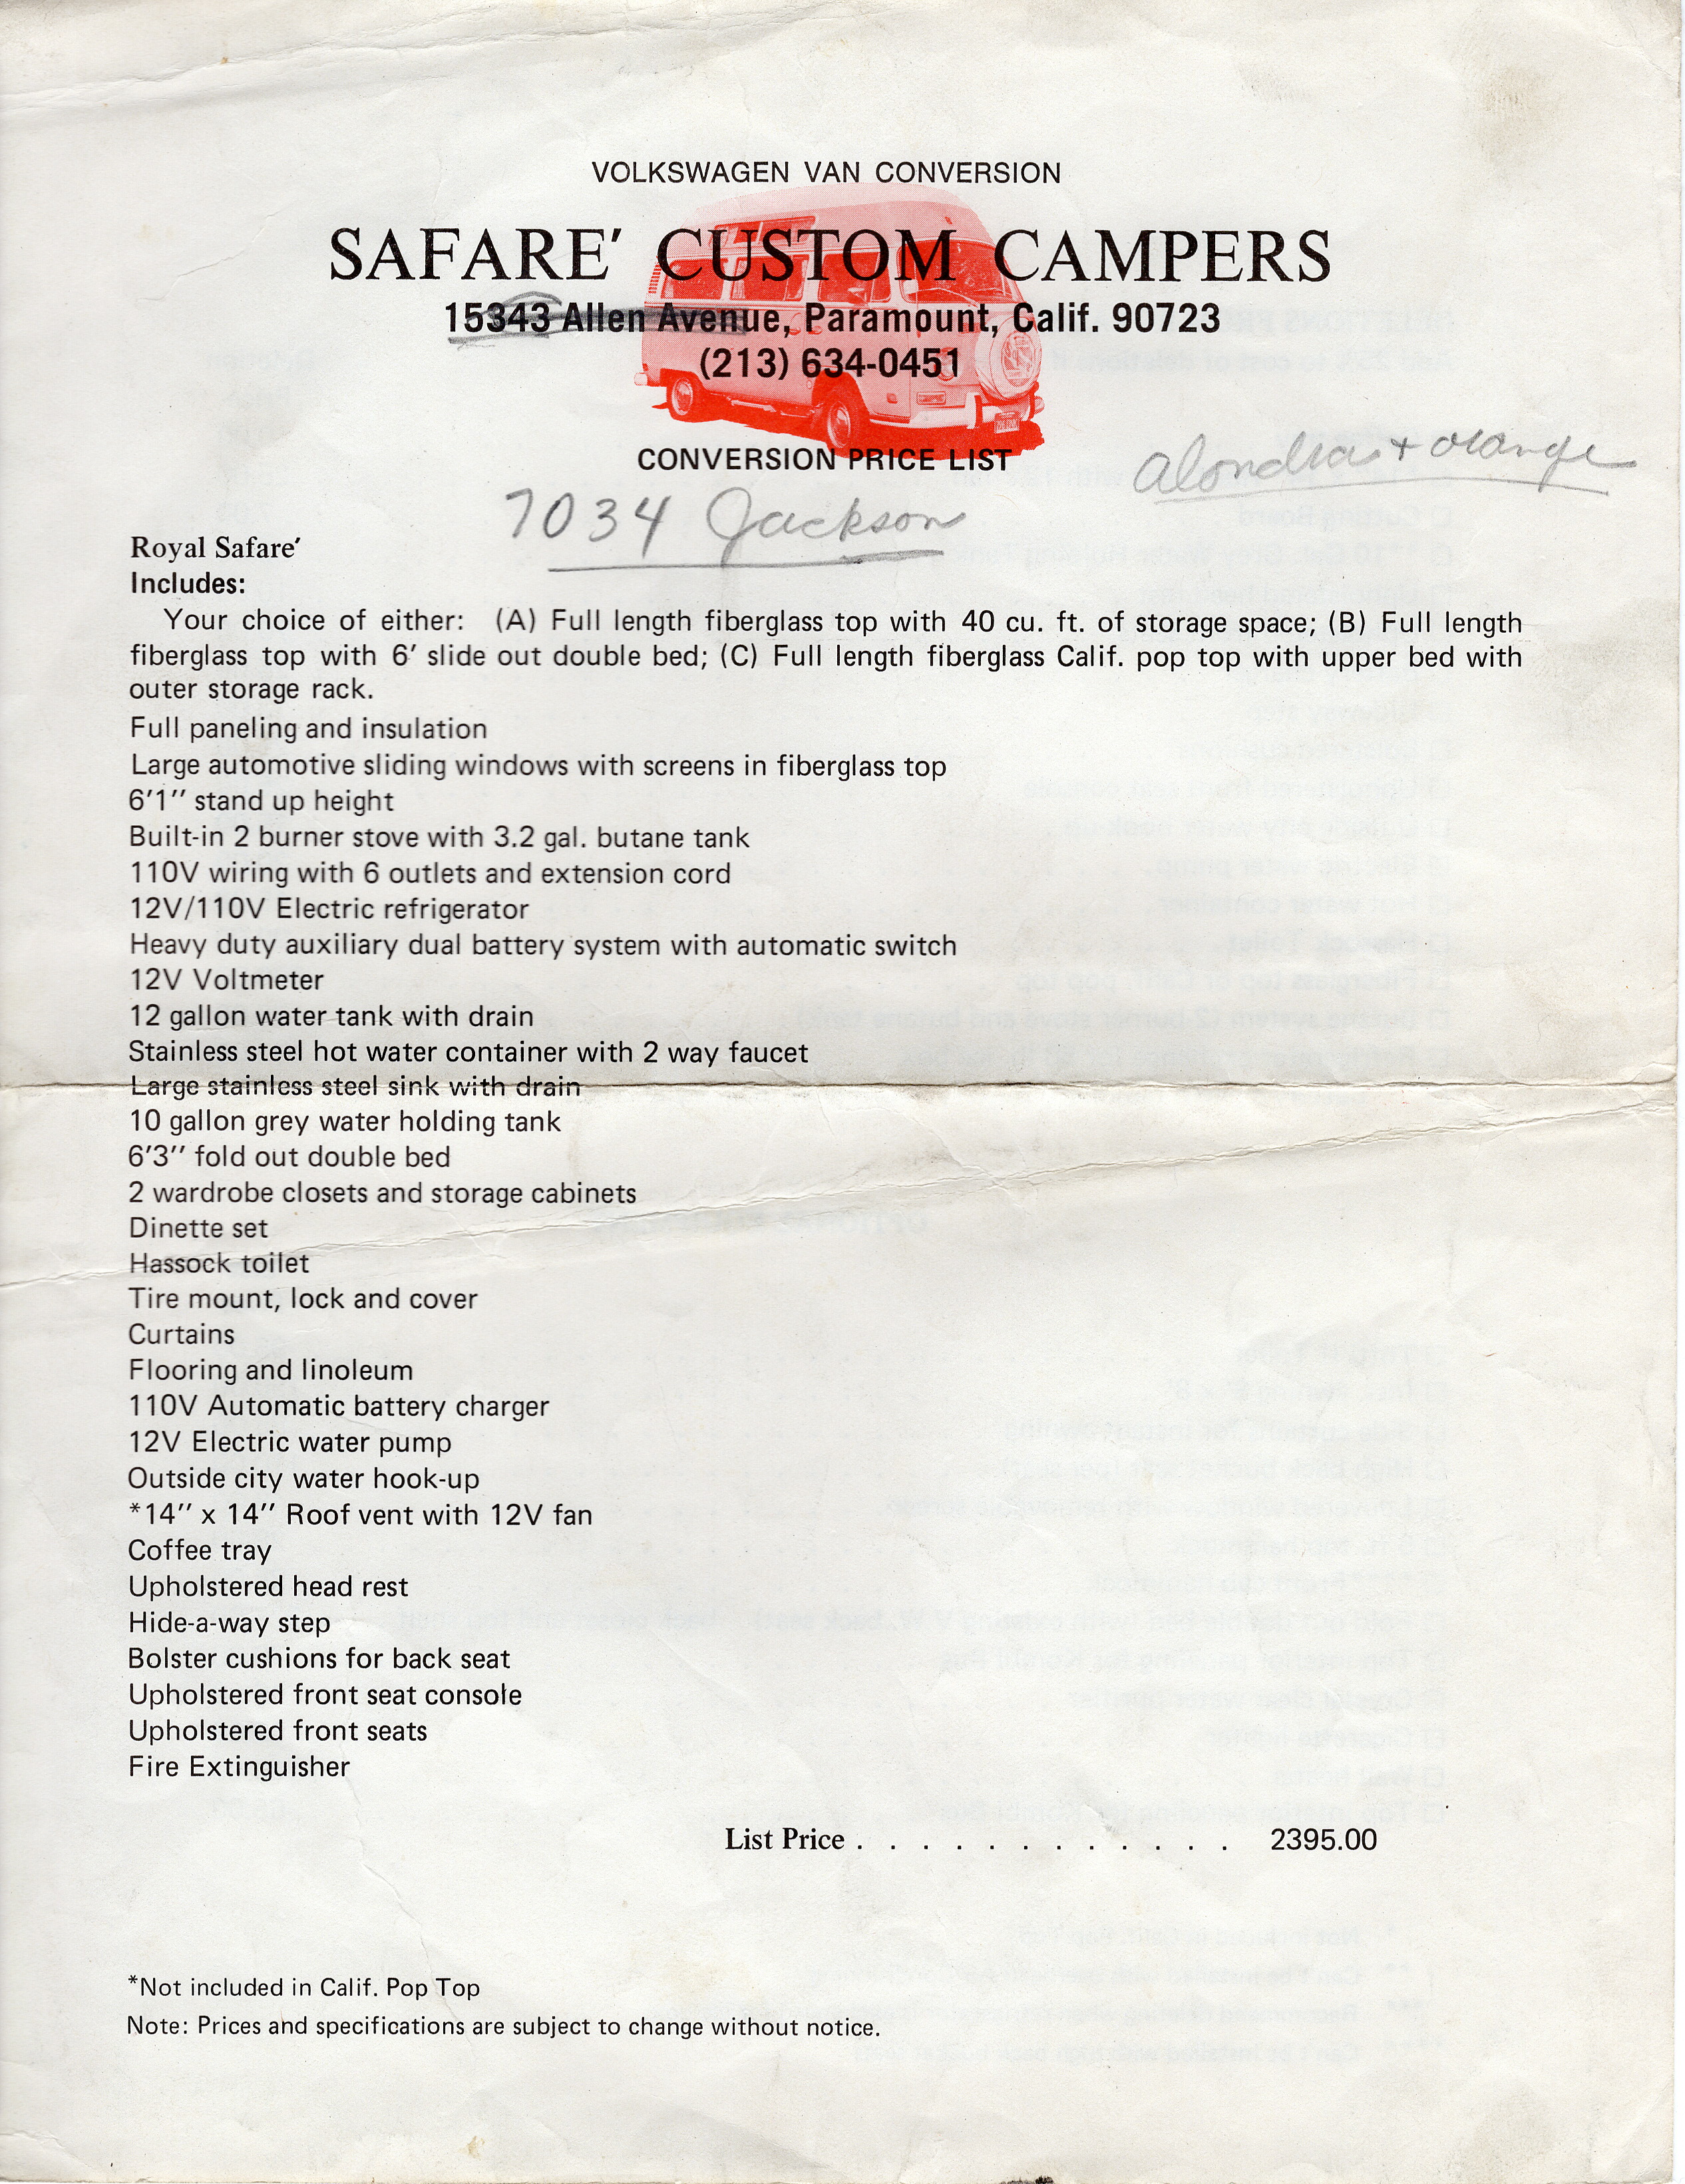 VOLKSWAGEN VAN CONVERSION
SAFARE' CUSTOM CAMPERS
15343 Allen Avenue, Paramount, Calif. 90723
(213) 634-0451
CONVERSION PRICE LIST
alondra + orange
7034 Jackson
Royal Safare'
Includes:
Your choice of either: (A) Full length fiberglass top with 40 cu. ft. of storage space; (B) Full length
fiberglass top with 6' slide out double bed; (C) Full length fiberglass Calif. pop top with upper bed with
outer storage rack.
Full paneling and insulation
Large automotive sliding windows with screens in fiberglass top
6'1" stand up height
Built-in 2 burner stove with 3.2 gal. butane tank
110V wiring with 6 outlets and extension cord
12V/110V Electric refrigerator
Heavy duty auxiliary dual battery system with automatic switch
12V Voltmeter
12 gallon water tank with drain
Stainless steel hot water container with 2 way faucet
Large stainless steel sink with drain
10 gallon grey water holding tank
6'3" fold out double bed
2 wardrobe closets and storage cabinets
Dinette set
Hassock toilet
Tire mount, lock and cover
Curtains
Flooring and linoleum
110V Automatic battery charger
12V Electric water pump
Outside city water hook-up
*14" x 14" Roof vent with 12V fan
Coffee tray
Upholstered head rest
Hide-a-way step
Bolster cushions for back seat
Upholstered front seat console
Upholstered front seats
Fire Extinguisher
List Price . . . . . . . . . . . . 2395.00
*Not included in Calif. Pop Top
Note: Prices and specifications are subject to change without notice.